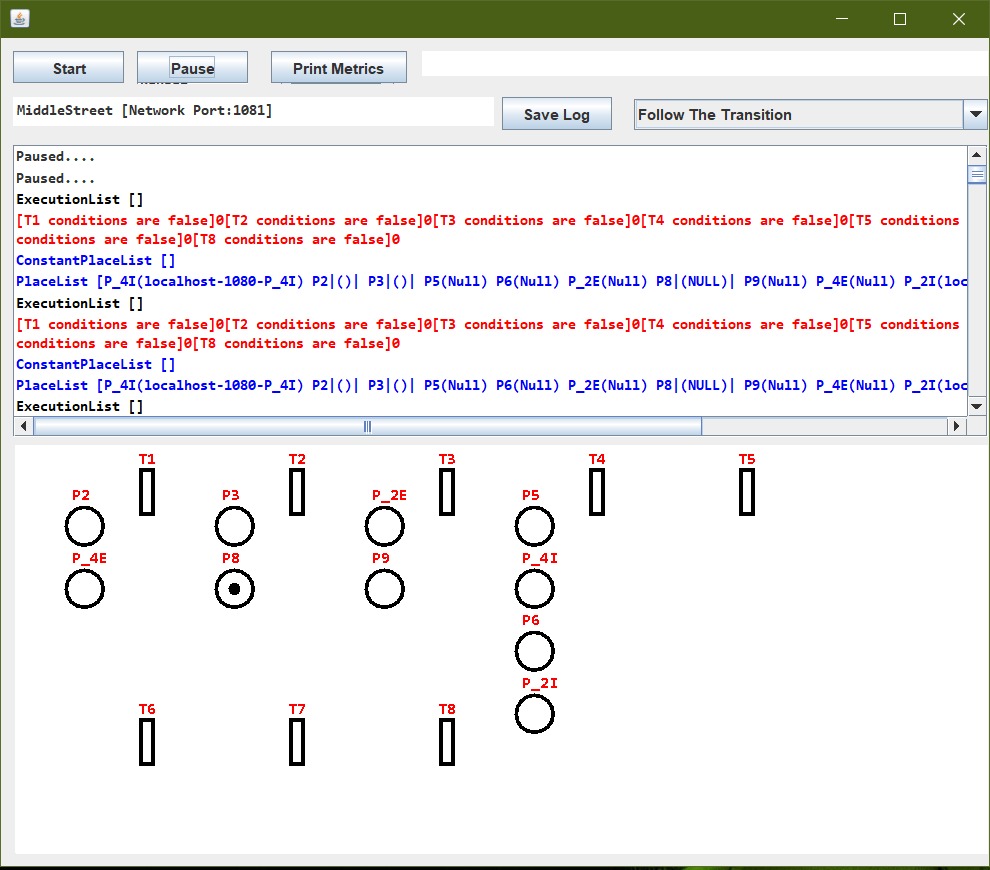 Start Pause Print Metrics
MiddleStreet [Network Port:1081] Save Log Follow The Transition
Paused....
Paused....
ExecutionList []
[T1 conditions are false]0[T2 conditions are false]0[T3 conditions are false]0[T4 conditions are false]0[T5 conditions
conditions are false]0[T8 conditions are false]0
ConstantPlaceList []
PlaceList [P_4I(localhost-1080-P_4I) P2|()| P3|()| P5(Null) P6(Null) P_2E(Null) P8|(NULL)| P9(Null) P_4E(Null) P_2I(loc
ExecutionList []
[T1 conditions are false]0[T2 conditions are false]0[T3 conditions are false]0[T4 conditions are false]0[T5 conditions
conditions are false]0[T8 conditions are false]0
ConstantPlaceList []
PlaceList [P_4I(localhost-1080-P_4I) P2|()| P3|()| P5(Null) P6(Null) P_2E(Null) P8|(NULL)| P9(Null) P_4E(Null) P_2I(loc
ExecutionList []
T1 T2 T3 T4 T5
P2 P3 P_2E P5
P_4E P8 P9 P_4I
P6
P_2I
T6 T7 T8